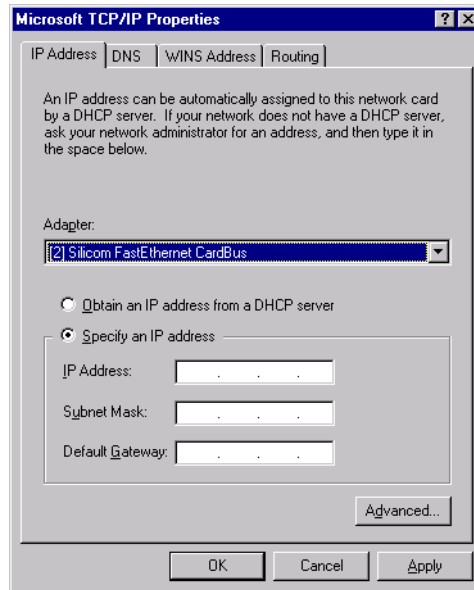 Microsoft TCP/IP Properties
IP Address DNS WINS Address Routing
An IP address can be automatically assigned to this network card
by a DHCP server. If your network does not have a DHCP server,
ask your network administrator for an address, and then type it in
the space below.
Adapter:
[2] Silicom FastEthernet CardBus
Obtain an IP address from a DHCP server
Specify an IP address
IP Address:
Subnet Mask:
Default Gateway:
Advanced...
OK Cancel Apply